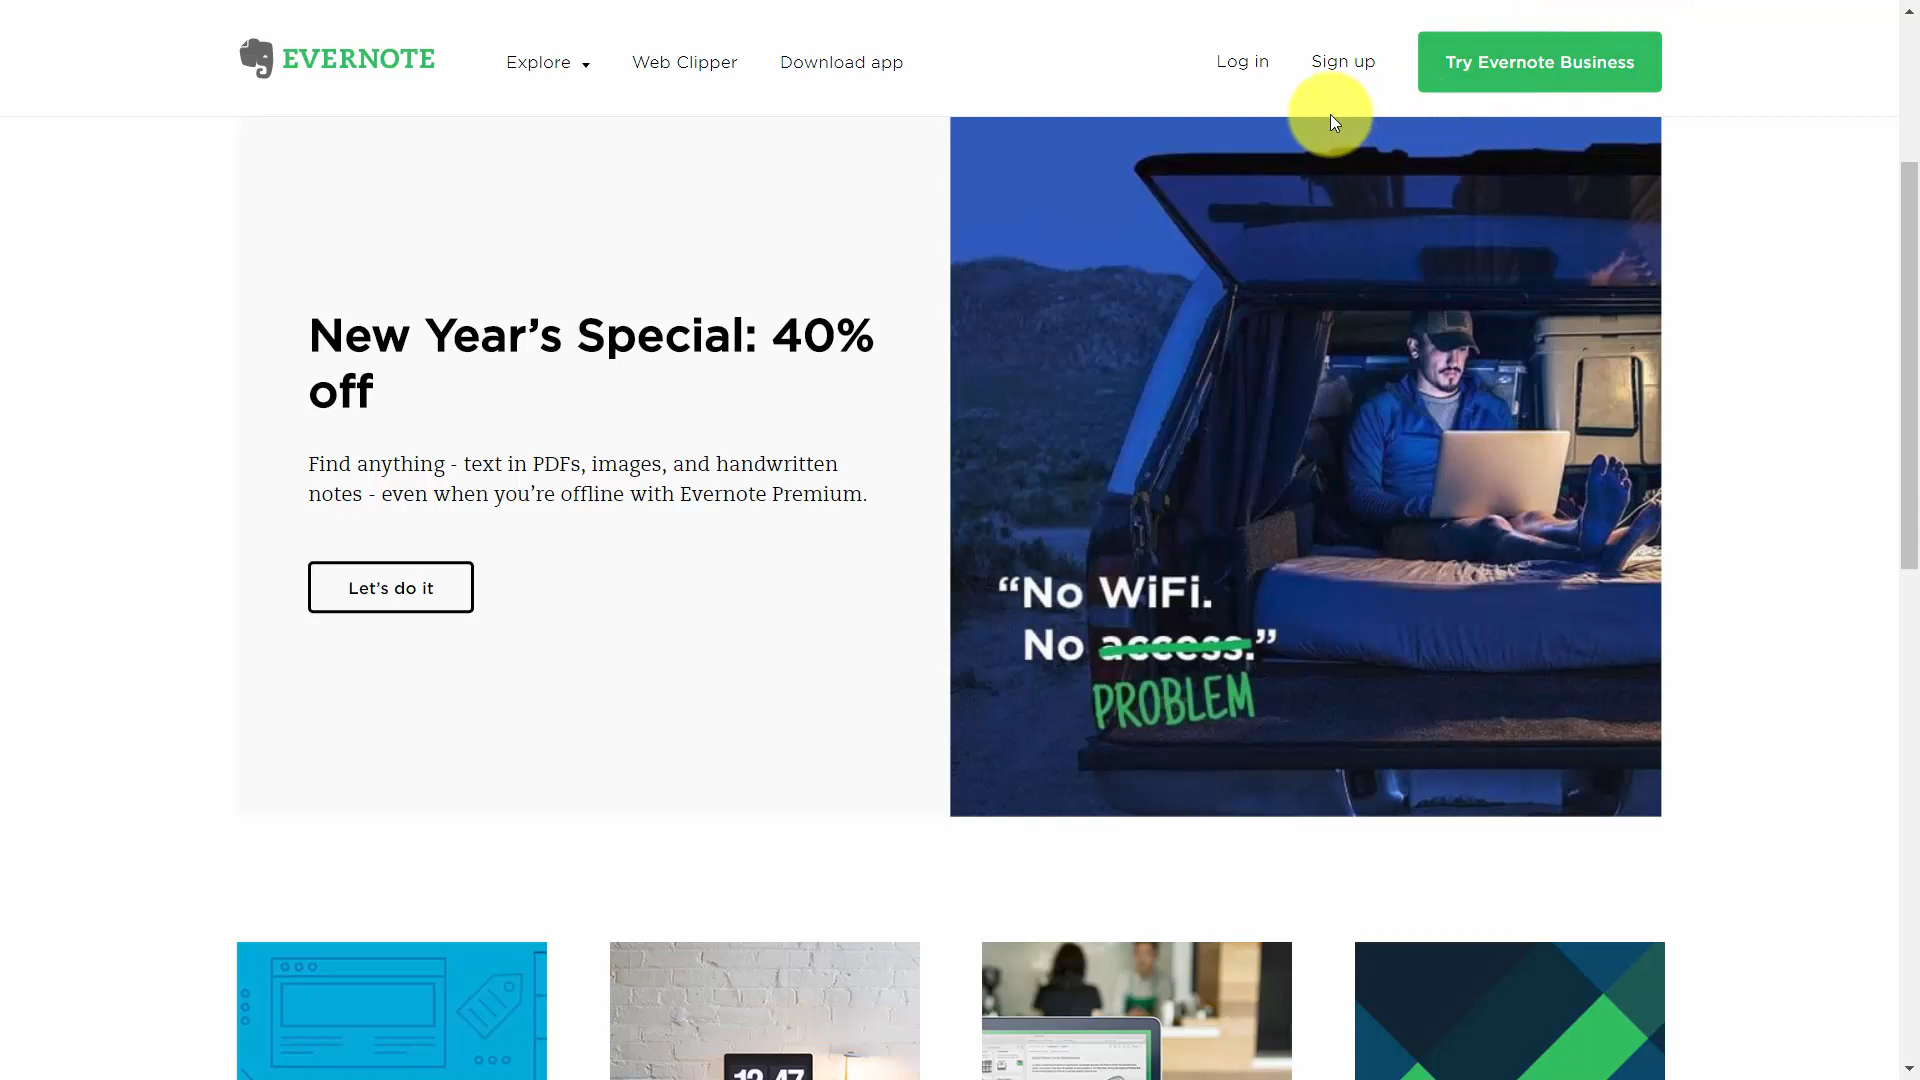 EVERNOTE
Explore
Web Clipper
Download app
Log in
Sign up
Try Evernote Business
New Year’s Special: 40%
off
Find anything - text in PDFs, images, and handwritten
notes - even when you’re offline with Evernote Premium.
Let’s do it
“No WiFi.
No access.”
PROBLEM
12 47